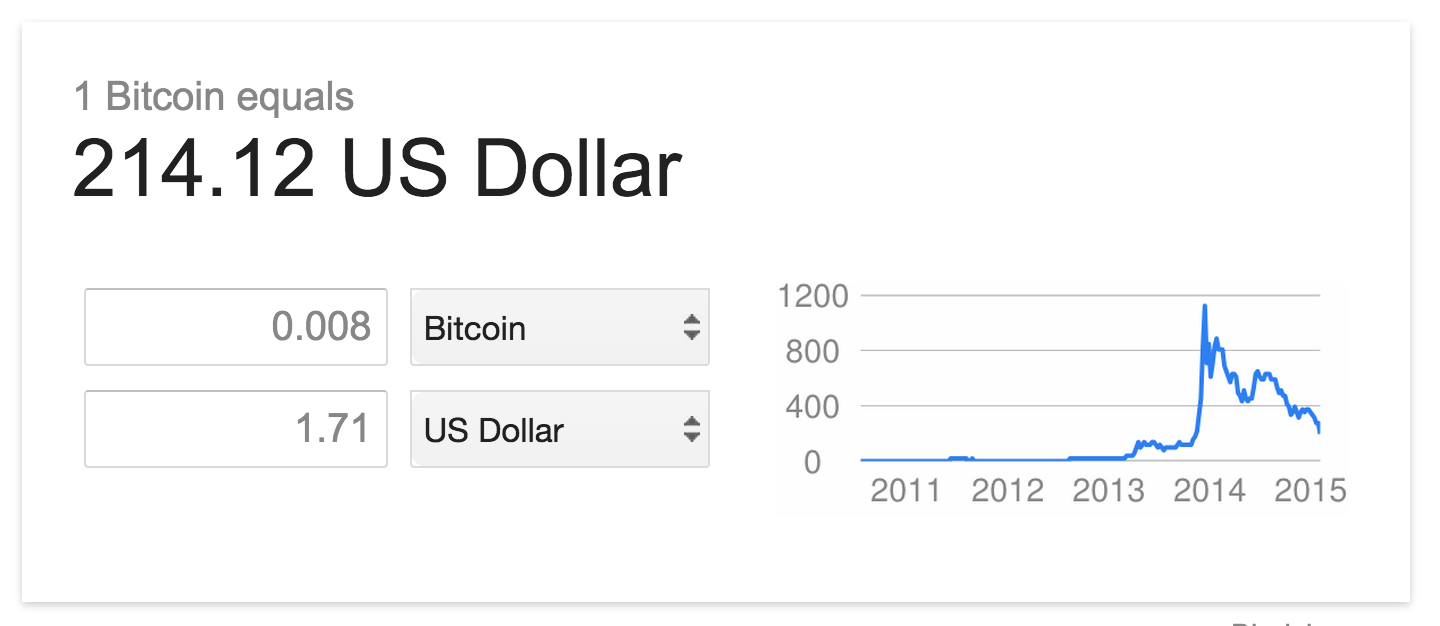 1 Bitcoin equals
214.12 US Dollar
0.008 Bitcoin
1.71 US Dollar
1200
800
400
0
2011 2012 2013 2014 2015